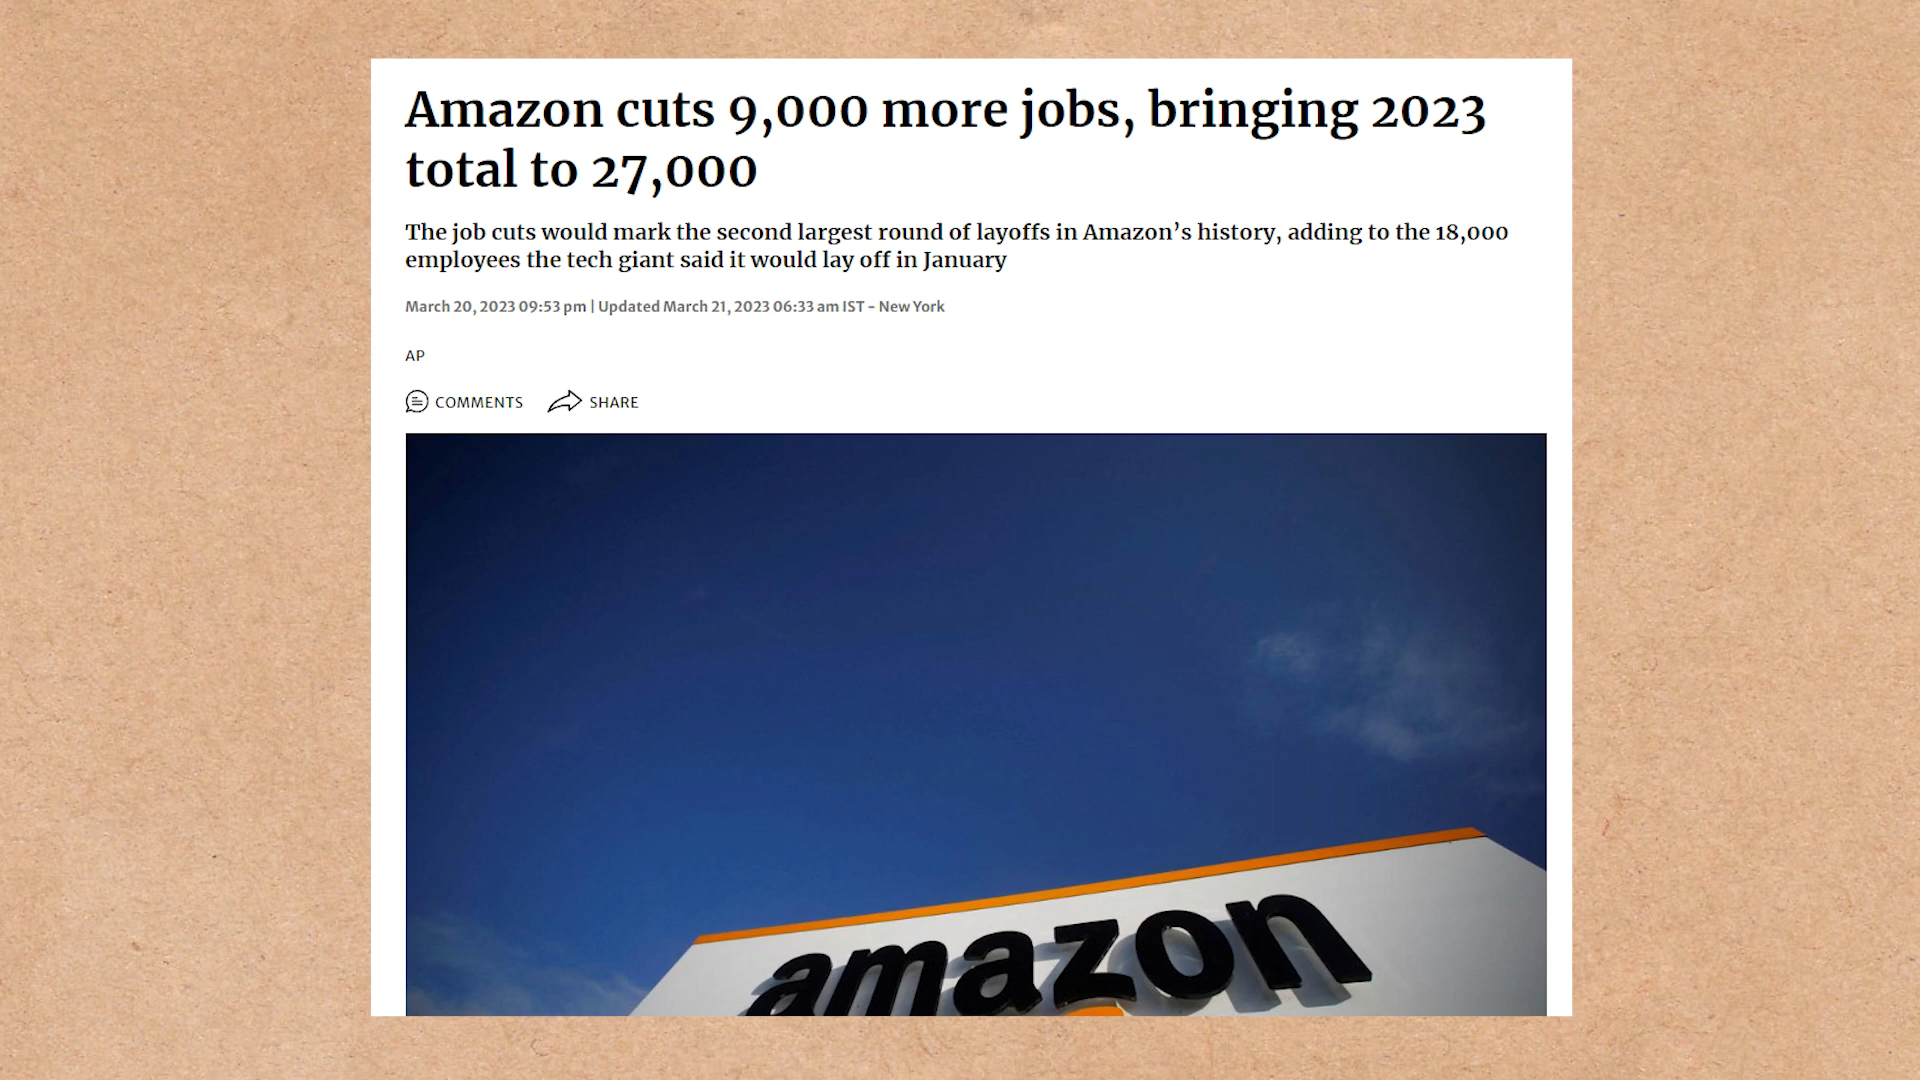 Amazon cuts 9,000 more jobs, bringing 2023
total to 27,000
The job cuts would mark the second largest round of layoffs in Amazon’s history, adding to the 18,000
employees the tech giant said it would lay off in January
March 20, 2023 09:53 pm | Updated March 21, 2023 06:33 am IST - New York
AP
COMMENTS SHARE
amazon